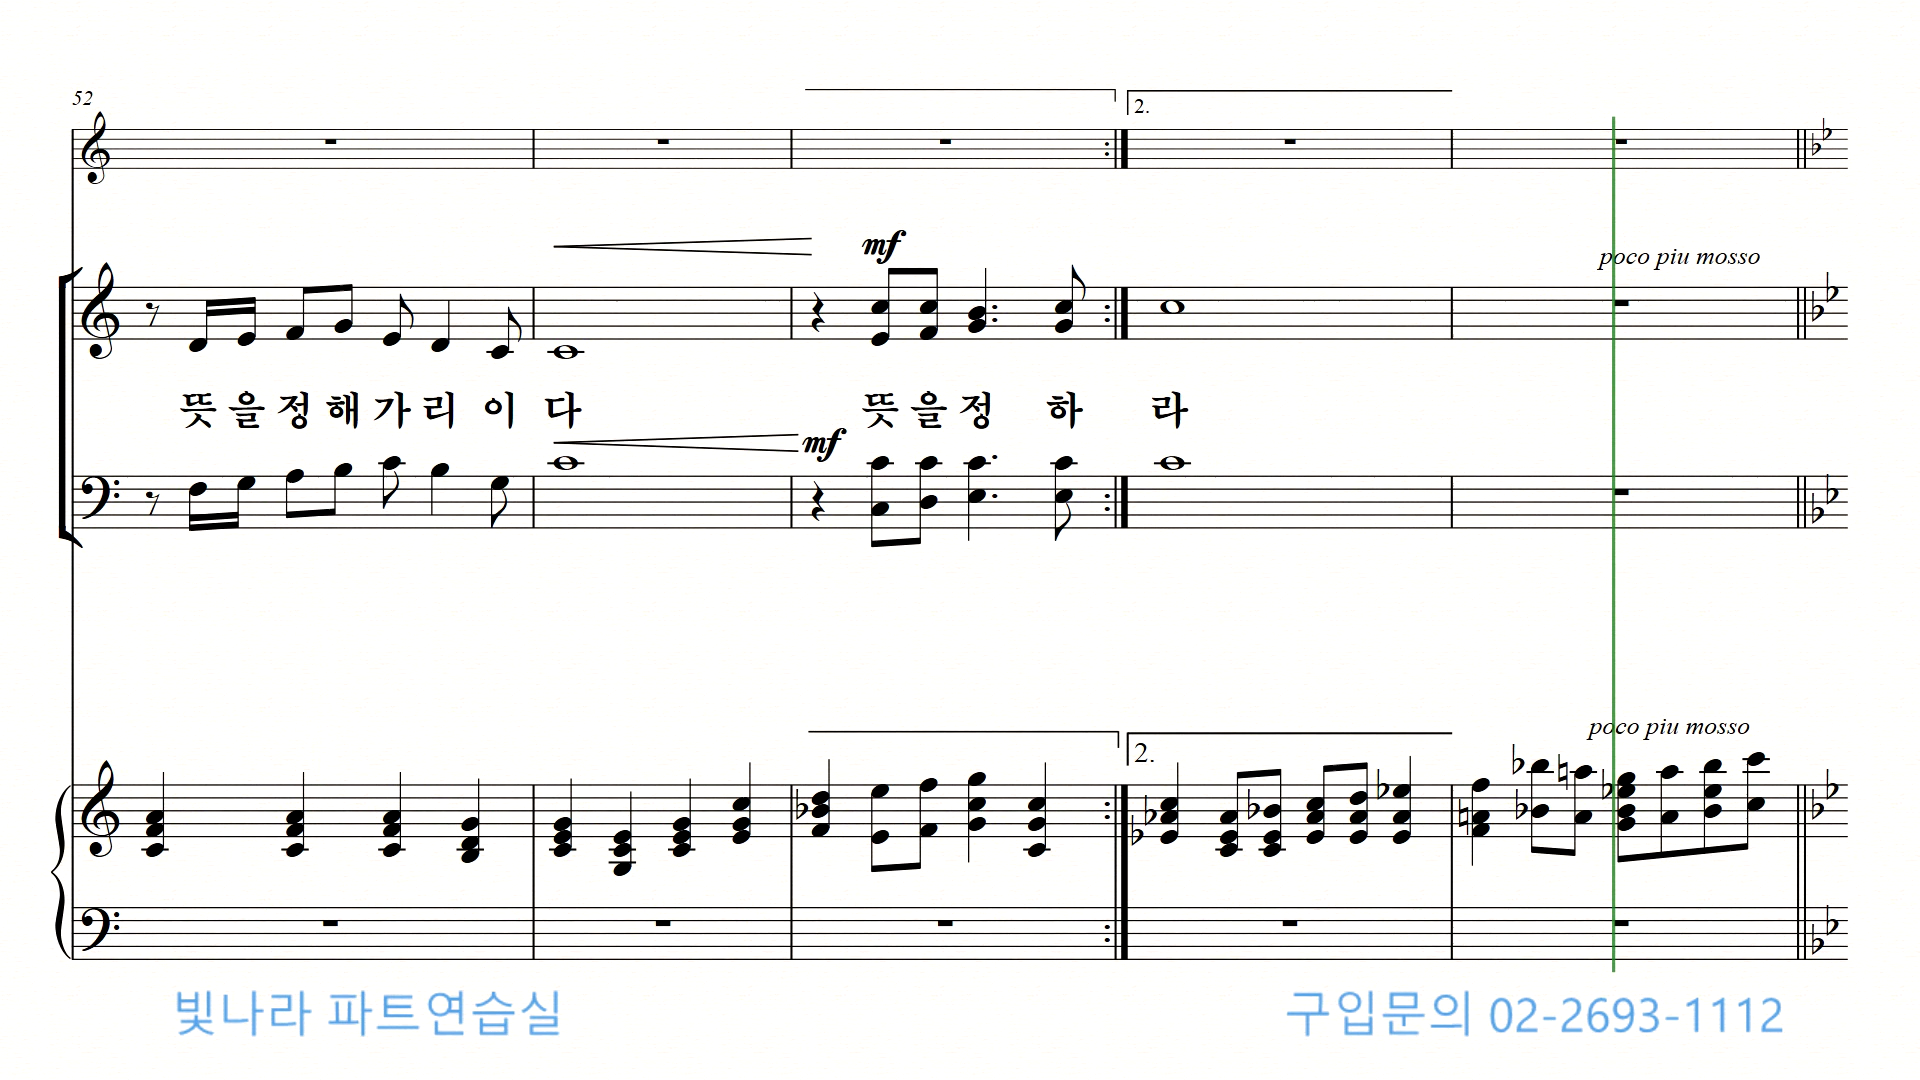 52
2.
mf
poco piu mosso
뜻 을 정 해 가 리 이 다 뜻 을 정 하 라
mf
poco piu mosso
2.
빛나라 파트연습실 구입문의 02-2693-1112